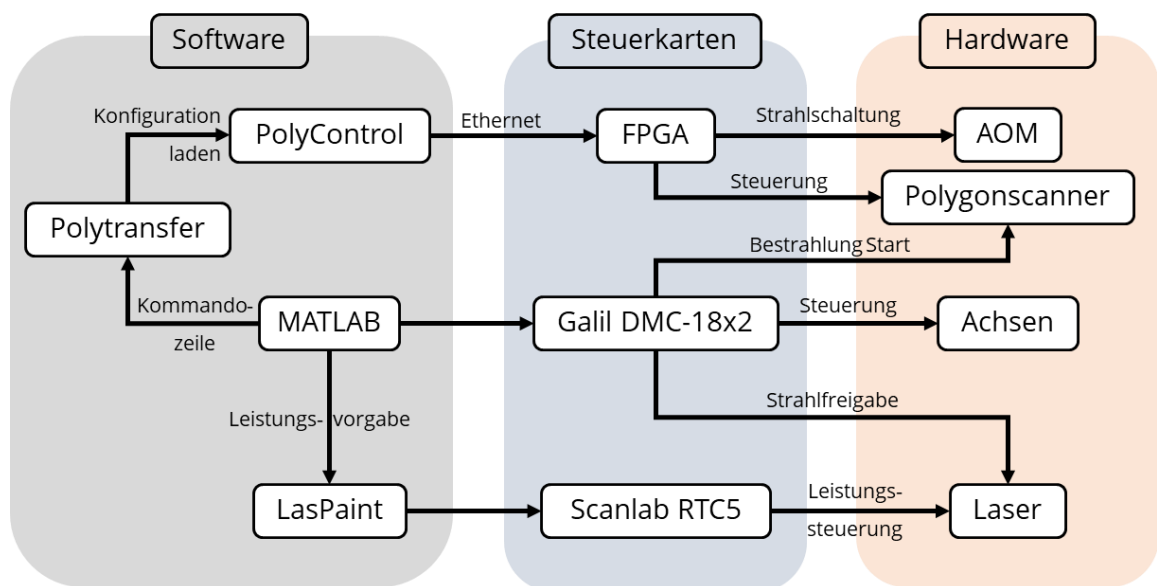 Software
Steuerkarten
Hardware
Konfiguration
laden
PolyControl
Ethernet
FPGA
Strahlschaltung
AOM
Steuerung
Polygonscanner
Polytransfer
Bestrahlung Start
Kommando-
zeile
MATLAB
Galil DMC-18x2
Steuerung
Achsen
Leistungs-vorgabe
Strahlfreigabe
LasPaint
Scanlab RTC5
Leistungs-
steuerung
Laser